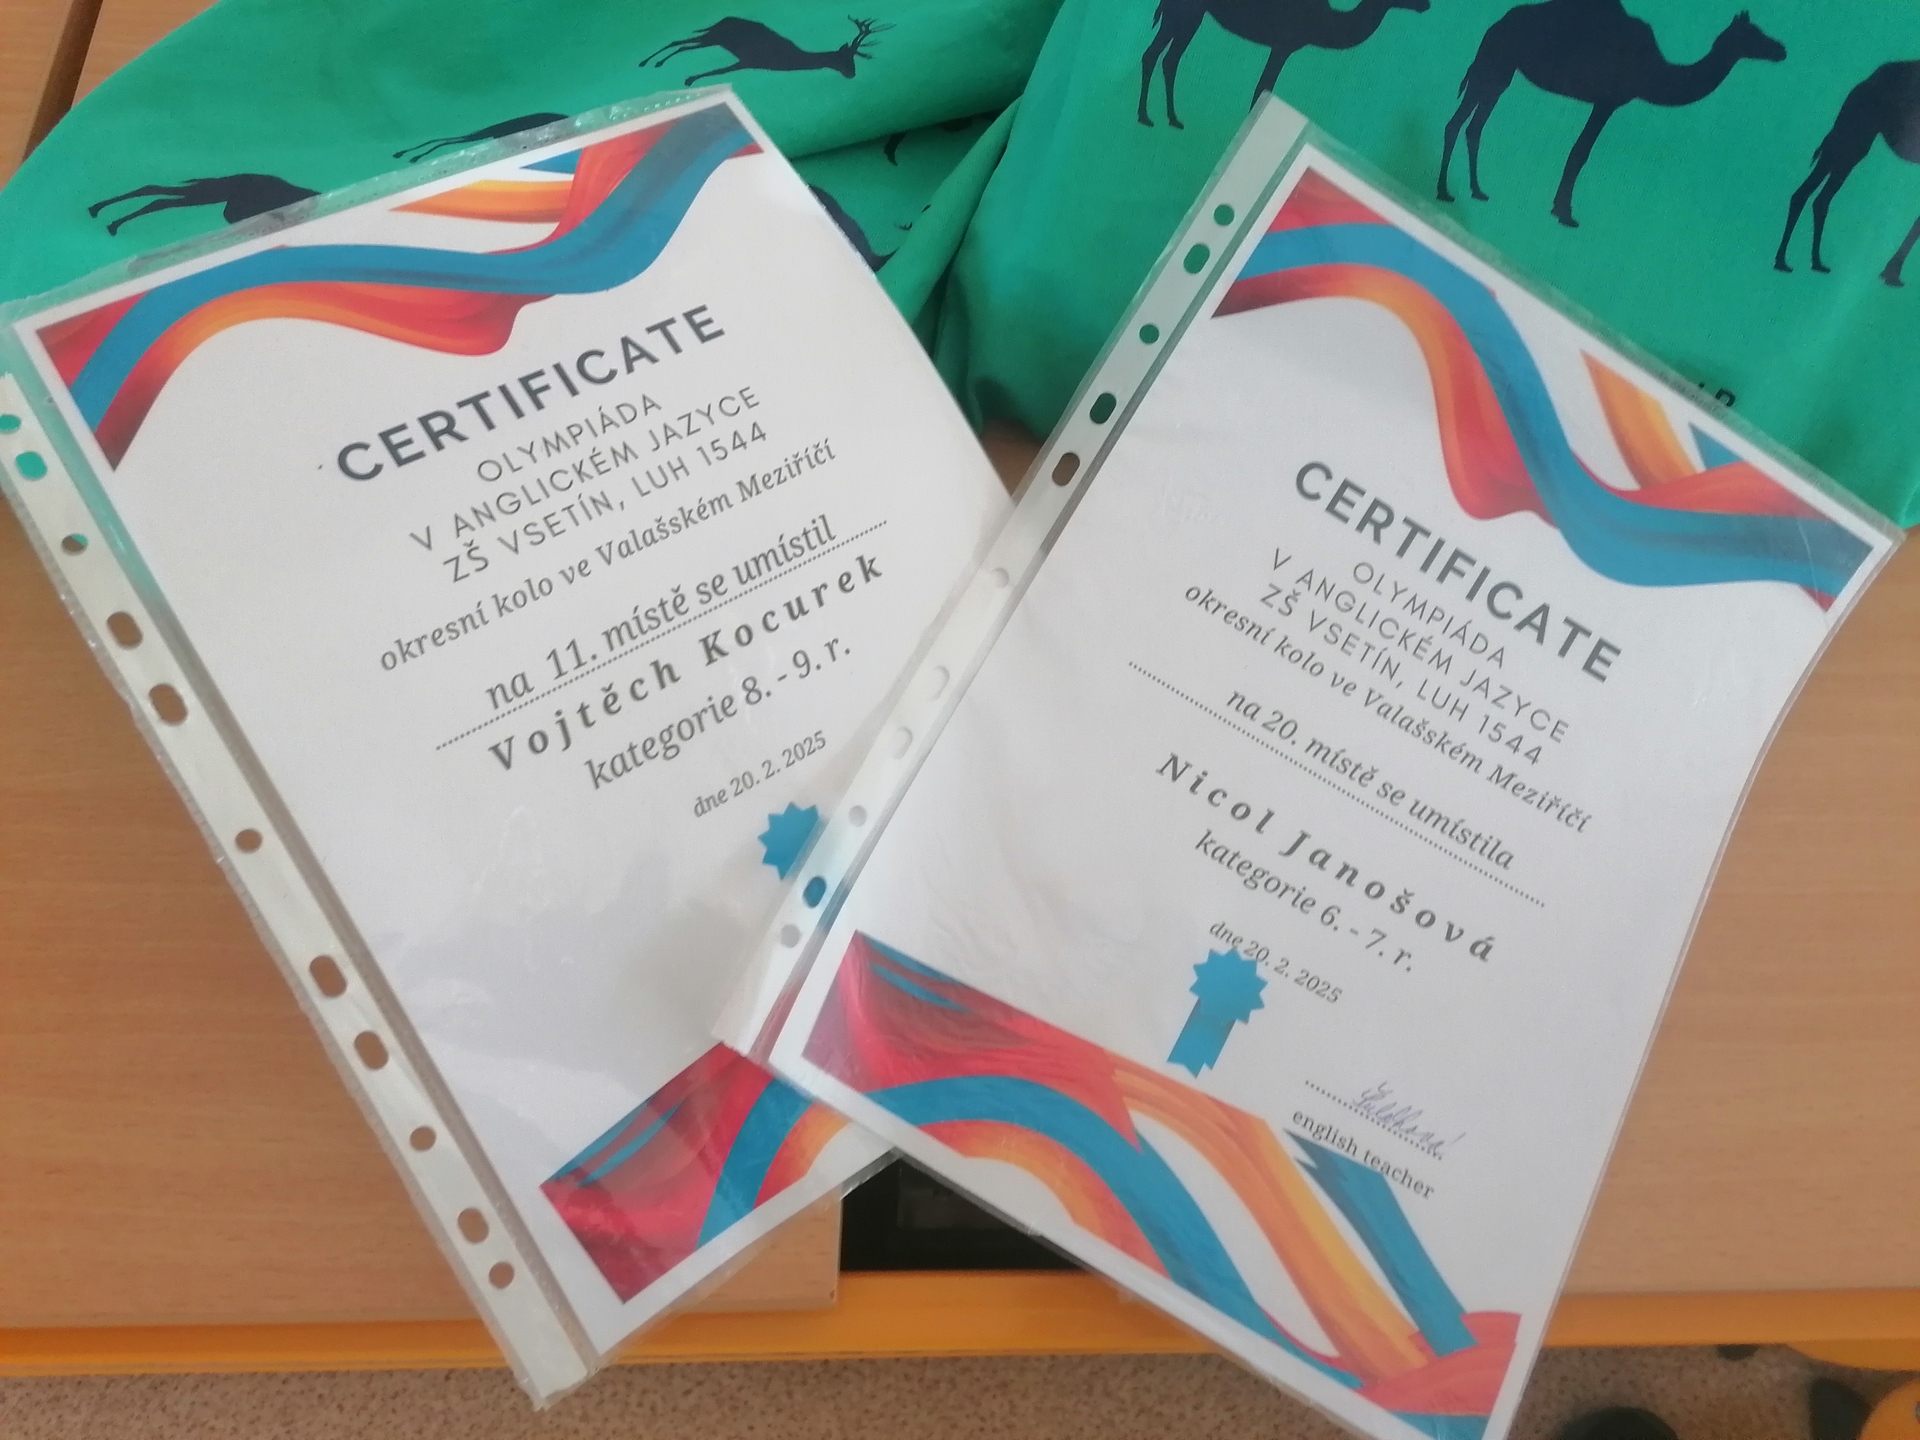 CERTIFICATE
OLYMPIÁDA
V ANGLICKÉM JAZYCE
ZŠ VSETÍN, LUH 1544
okresní kolo ve Valašském Meziříčí
na 11. místě se umístil
Vojtěch Kocurek
kategorie 8. - 9. r.
dne 20. 2. 2025
CERTIFICATE
OLYMPIÁDA
V ANGLICKÉM JAZYCE
ZŠ VSETÍN, LUH 1544
okresní kolo ve Valašském Meziříčí
na 20. místě se umístila
Nicol Janošová
kategorie 6. - 7. r.
dne 20. 2. 2025
english teacher